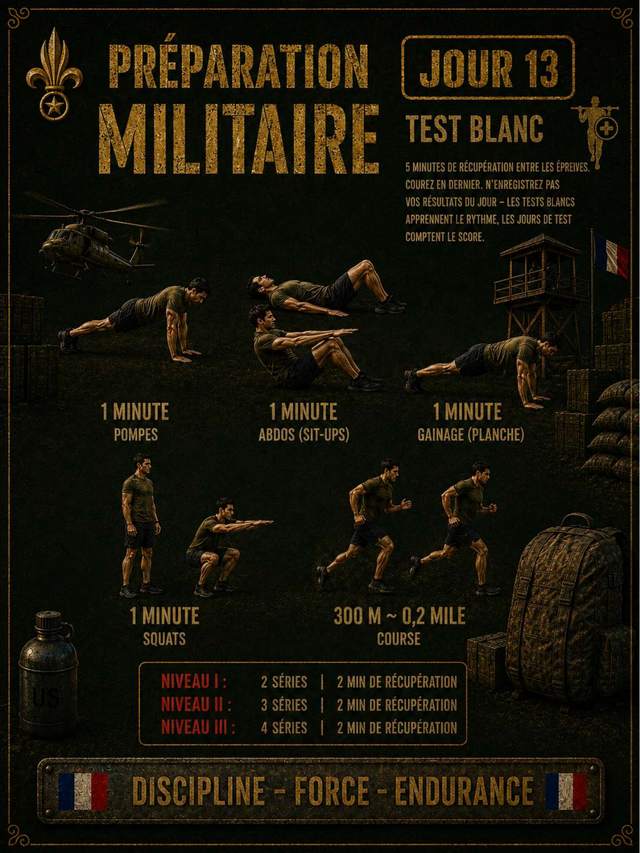 PRÉPARATION
MILITAIRE
JOUR 13
TEST BLANC
5 MINUTES DE RÉCUPÉRATION ENTRE LES ÉPREUVES.
COUREZ EN DERNIER. N'ENREGISTREZ PAS
VOS RÉSULTATS DU JOUR – LES TESTS BLANCS
APPRENNENT LE RYTHME, LES JOURS DE TEST
COMPTENT LE SCORE.
1 MINUTE
POMPES
1 MINUTE
ABDOS (SIT-UPS)
1 MINUTE
GAINAGE (PLANCHE)
1 MINUTE
SQUATS
300 M ~ 0,2 MILE
COURSE
US
NIVEAU I : 2 SÉRIES | 2 MIN DE RÉCUPÉRATION
NIVEAU II : 3 SÉRIES | 2 MIN DE RÉCUPÉRATION
NIVEAU III : 4 SÉRIES | 2 MIN DE RÉCUPÉRATION
DISCIPLINE – FORCE – ENDURANCE